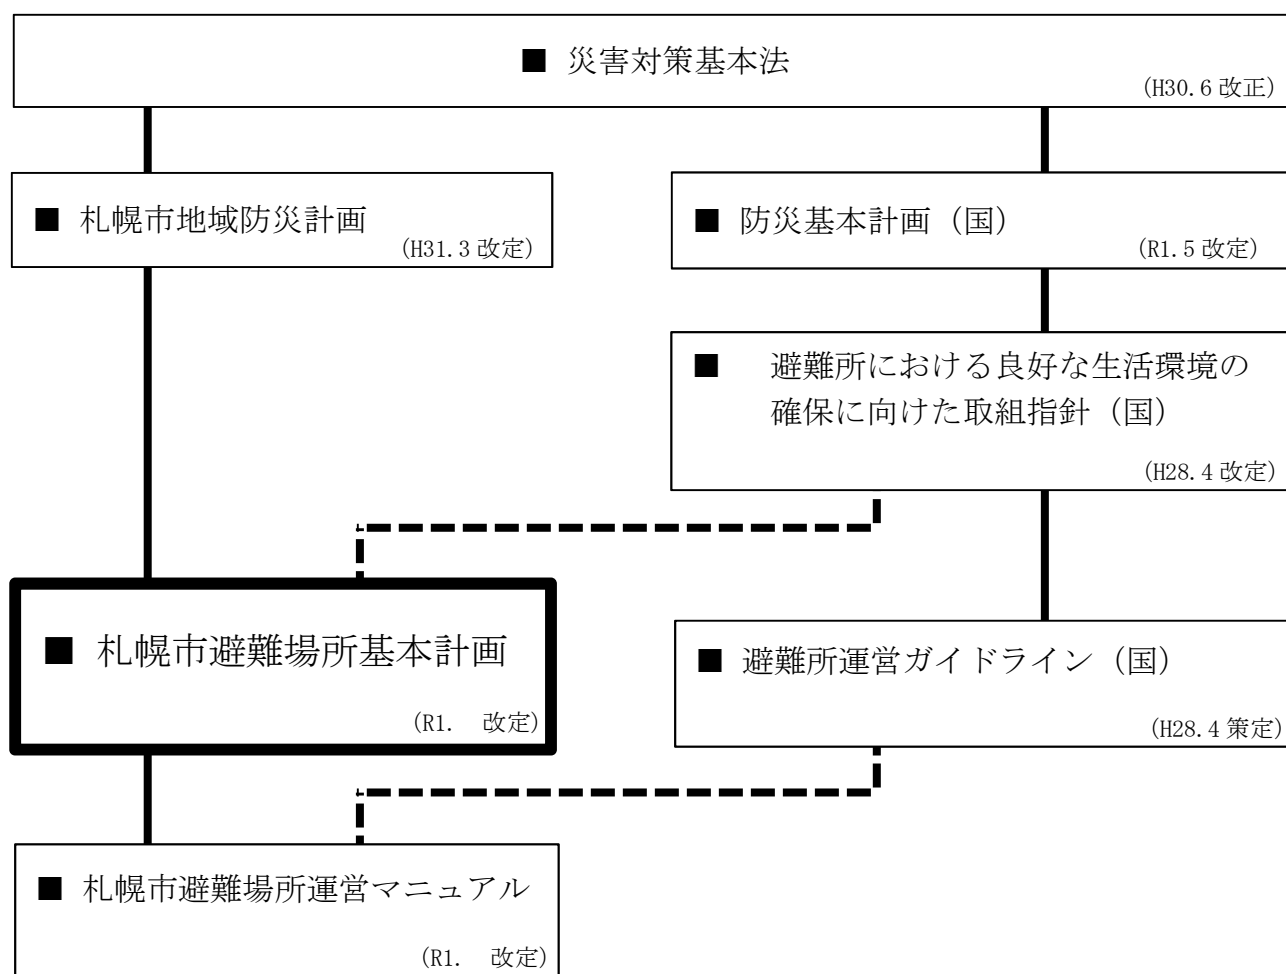 ■ 災害対策基本法
(H30.6 改正)
■ 札幌市地域防災計画
(H31.3 改定)
■ 防災基本計画（国）
(R1.5 改定)
■ 避難所における良好な生活環境の
確保に向けた取組指針（国）
(H28.4 改定)
■ 札幌市避難場所基本計画
(R1.　改定)
■ 避難所運営ガイドライン（国）
(H28.4 策定)
■ 札幌市避難場所運営マニュアル
(R1.　改定)